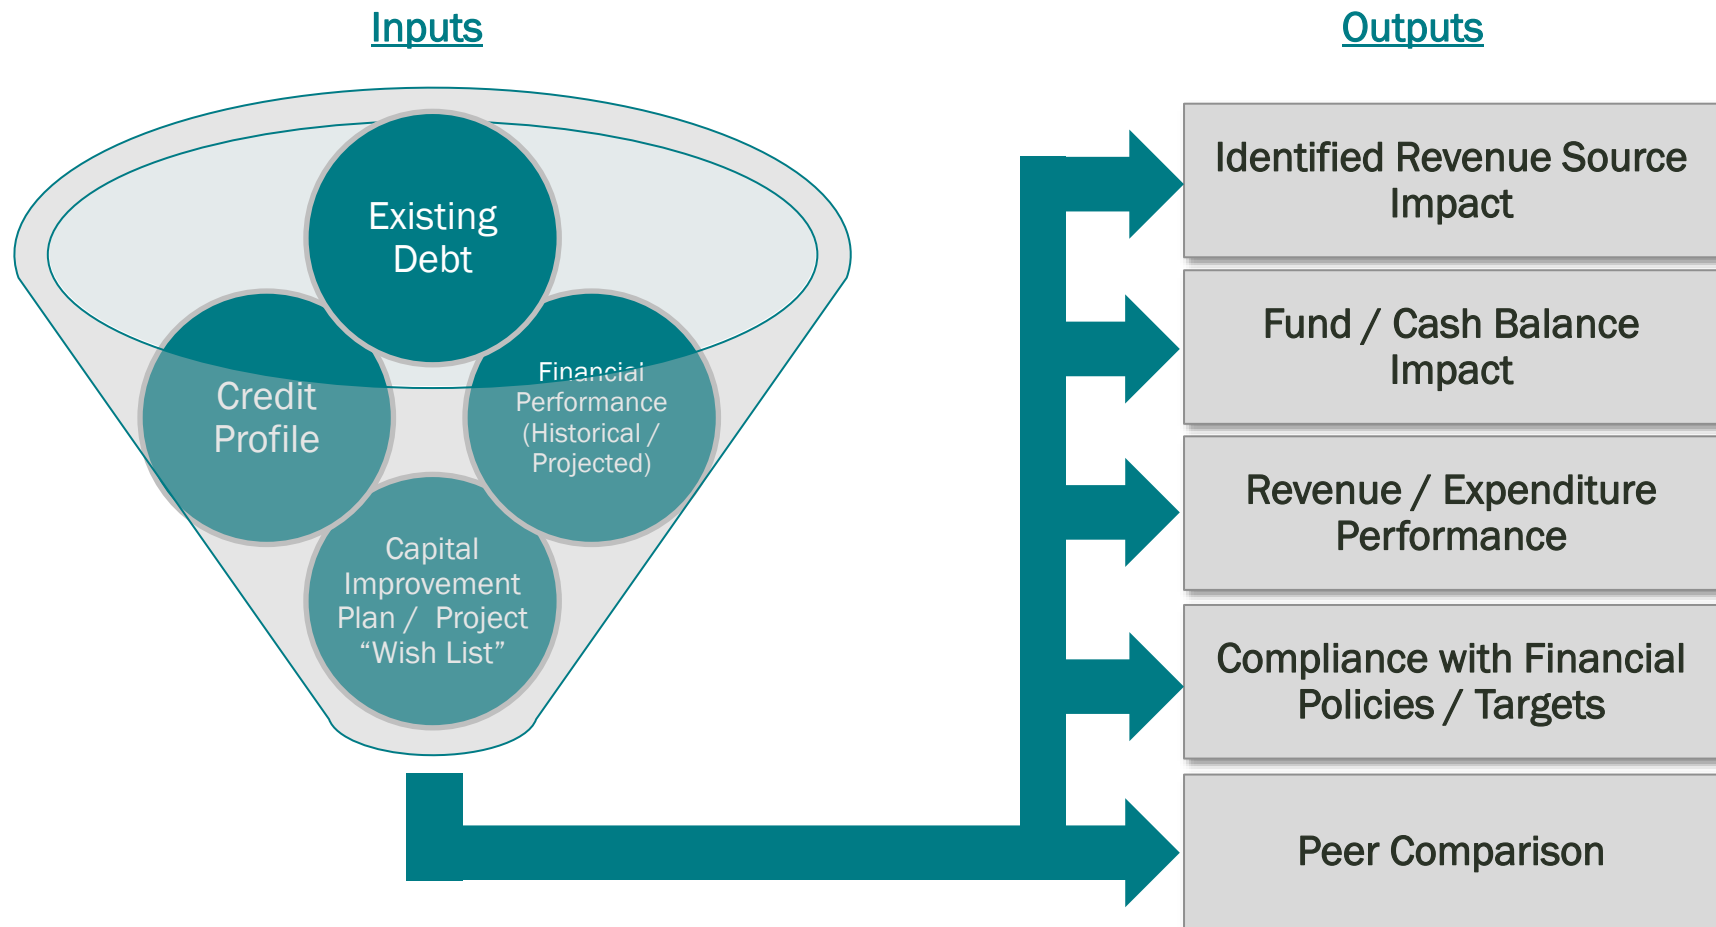 Inputs
Existing
Debt
Credit
Profile
Financial
Performance
(Historical /
Projected)
Capital
Improvement
Plan /  Project
“Wish List”
Outputs
Identified Revenue Source
Impact
Fund / Cash Balance
Impact
Revenue / Expenditure
Performance
Compliance with Financial
Policies / Targets
Peer Comparison